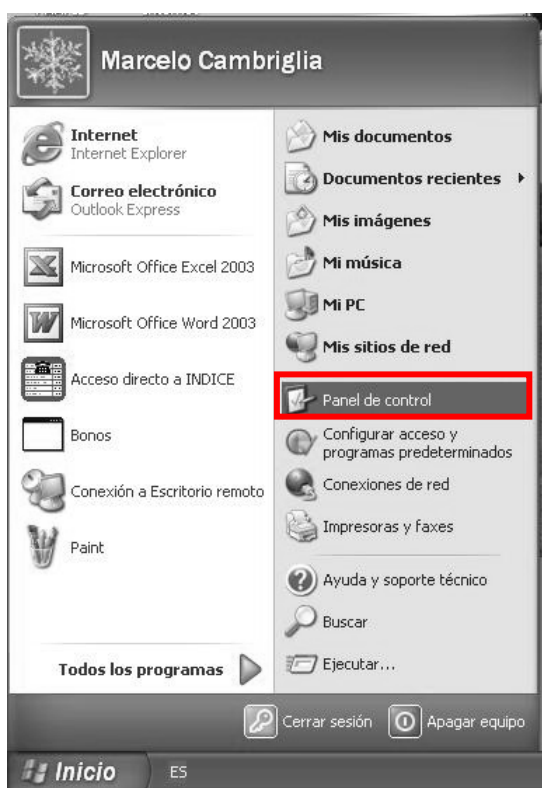 Marcelo Cambriglia
Internet
Internet Explorer
Correo electrónico
Outlook Express
Microsoft Office Excel 2003
Microsoft Office Word 2003
Acceso directo a INDICE
Bonos
Conexión a Escritorio remoto
Paint
Todos los programas
Mis documentos
Documentos recientes
Mis imágenes
Mi música
Mi PC
Mis sitios de red
Panel de control
Configurar acceso y
programas predeterminados
Conexiones de red
Impresoras y faxes
Ayuda y soporte técnico
Buscar
Ejecutar...
Cerrar sesión
Apagar equipo
Inicio
ES